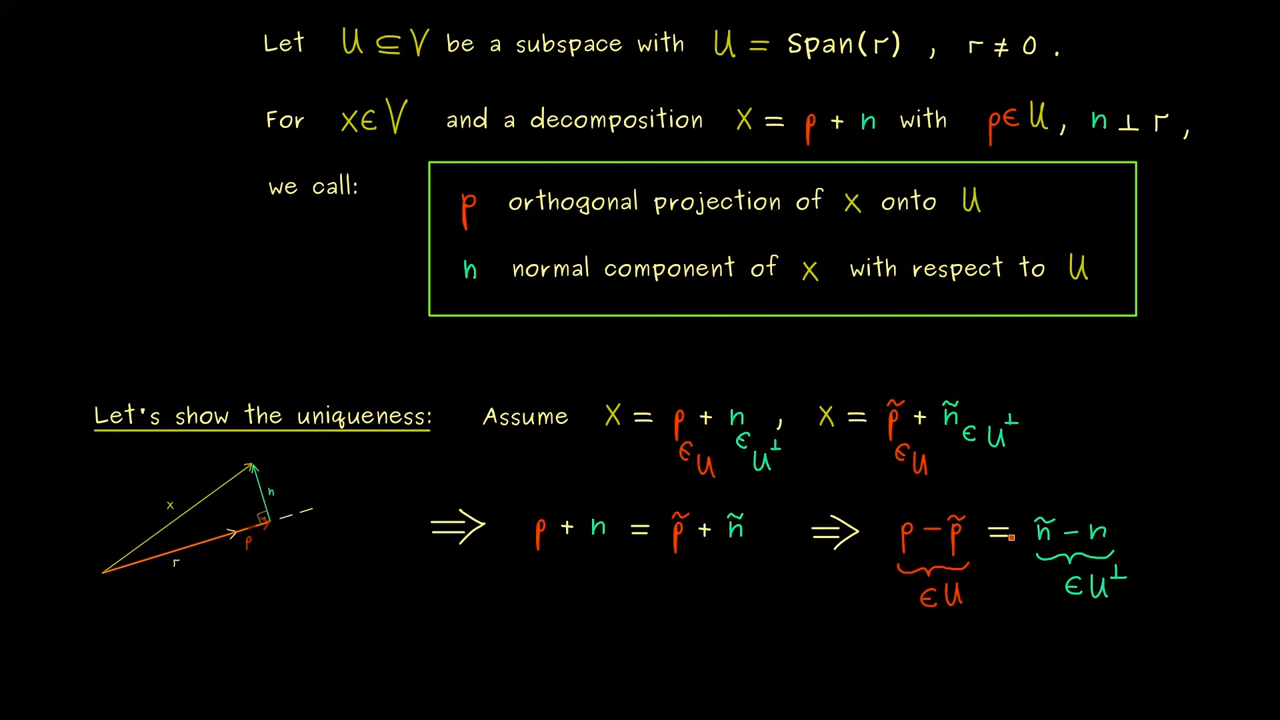 Let U ⊆ V be a subspace with U = Span(r) , r ≠ 0 .
For x ∈ V and a decomposition x = p + n with p ∈ U , n ⊥ r ,
we call:
p orthogonal projection of x onto U
n normal component of x with respect to U
Let's show the uniqueness: Assume x = p + n , x = p̃ + ñ ∈ U⊥
∈ U ∈ U⊥ ∈ U
x n p r
⟹ p + n = p̃ + ñ ⟹ p − p̃ = ñ − n
∈ U ∈ U⊥